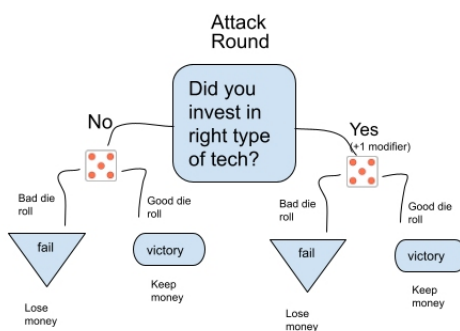 Attack
Round
Did you
invest in
right type
of tech?
No
Yes
(+1 modifier)
Bad die
roll
Good die
roll
Bad die
roll
Good die
roll
fail
victory
fail
victory
Lose
money
Keep
money
Lose
money
Keep
money